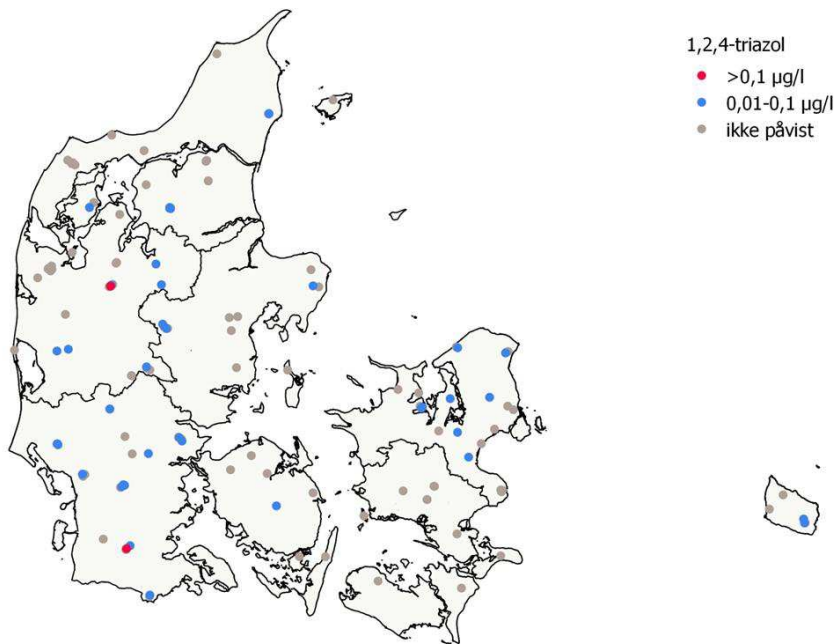 1,2,4-triazol
>0,1 µg/l
0,01-0,1 µg/l
ikke påvist